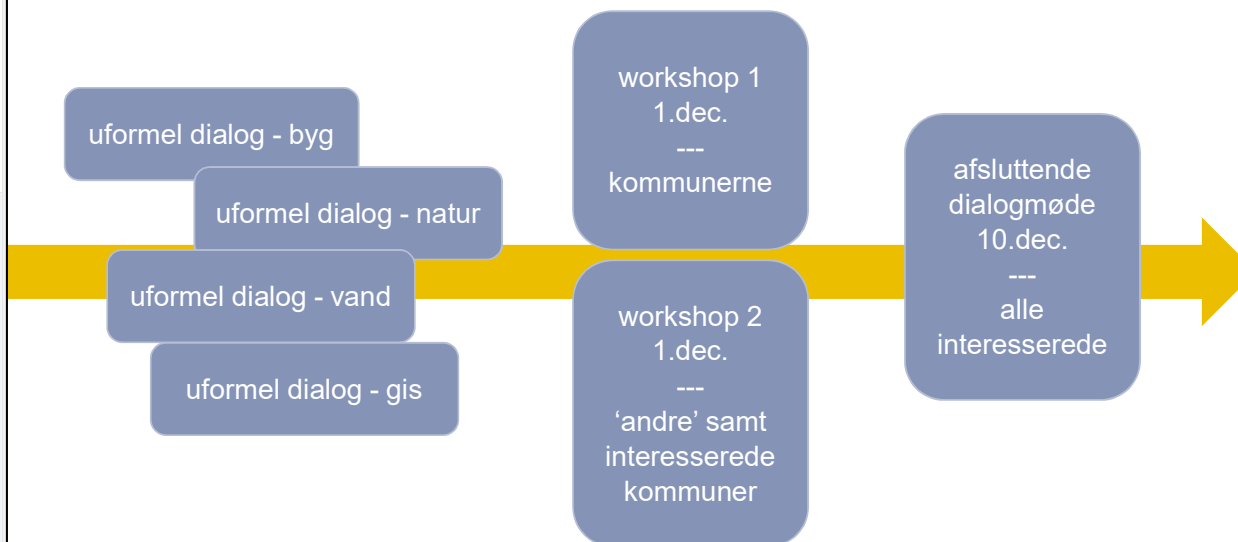 uformel dialog - byg
uformel dialog - natur
uformel dialog - vand
uformel dialog - gis
workshop 1
1.dec.
---
kommunerne
workshop 2
1.dec.
---
‘andre’ samt
interesserede
kommuner
afsluttende
dialogmøde
10.dec.
---
alle
interesserede